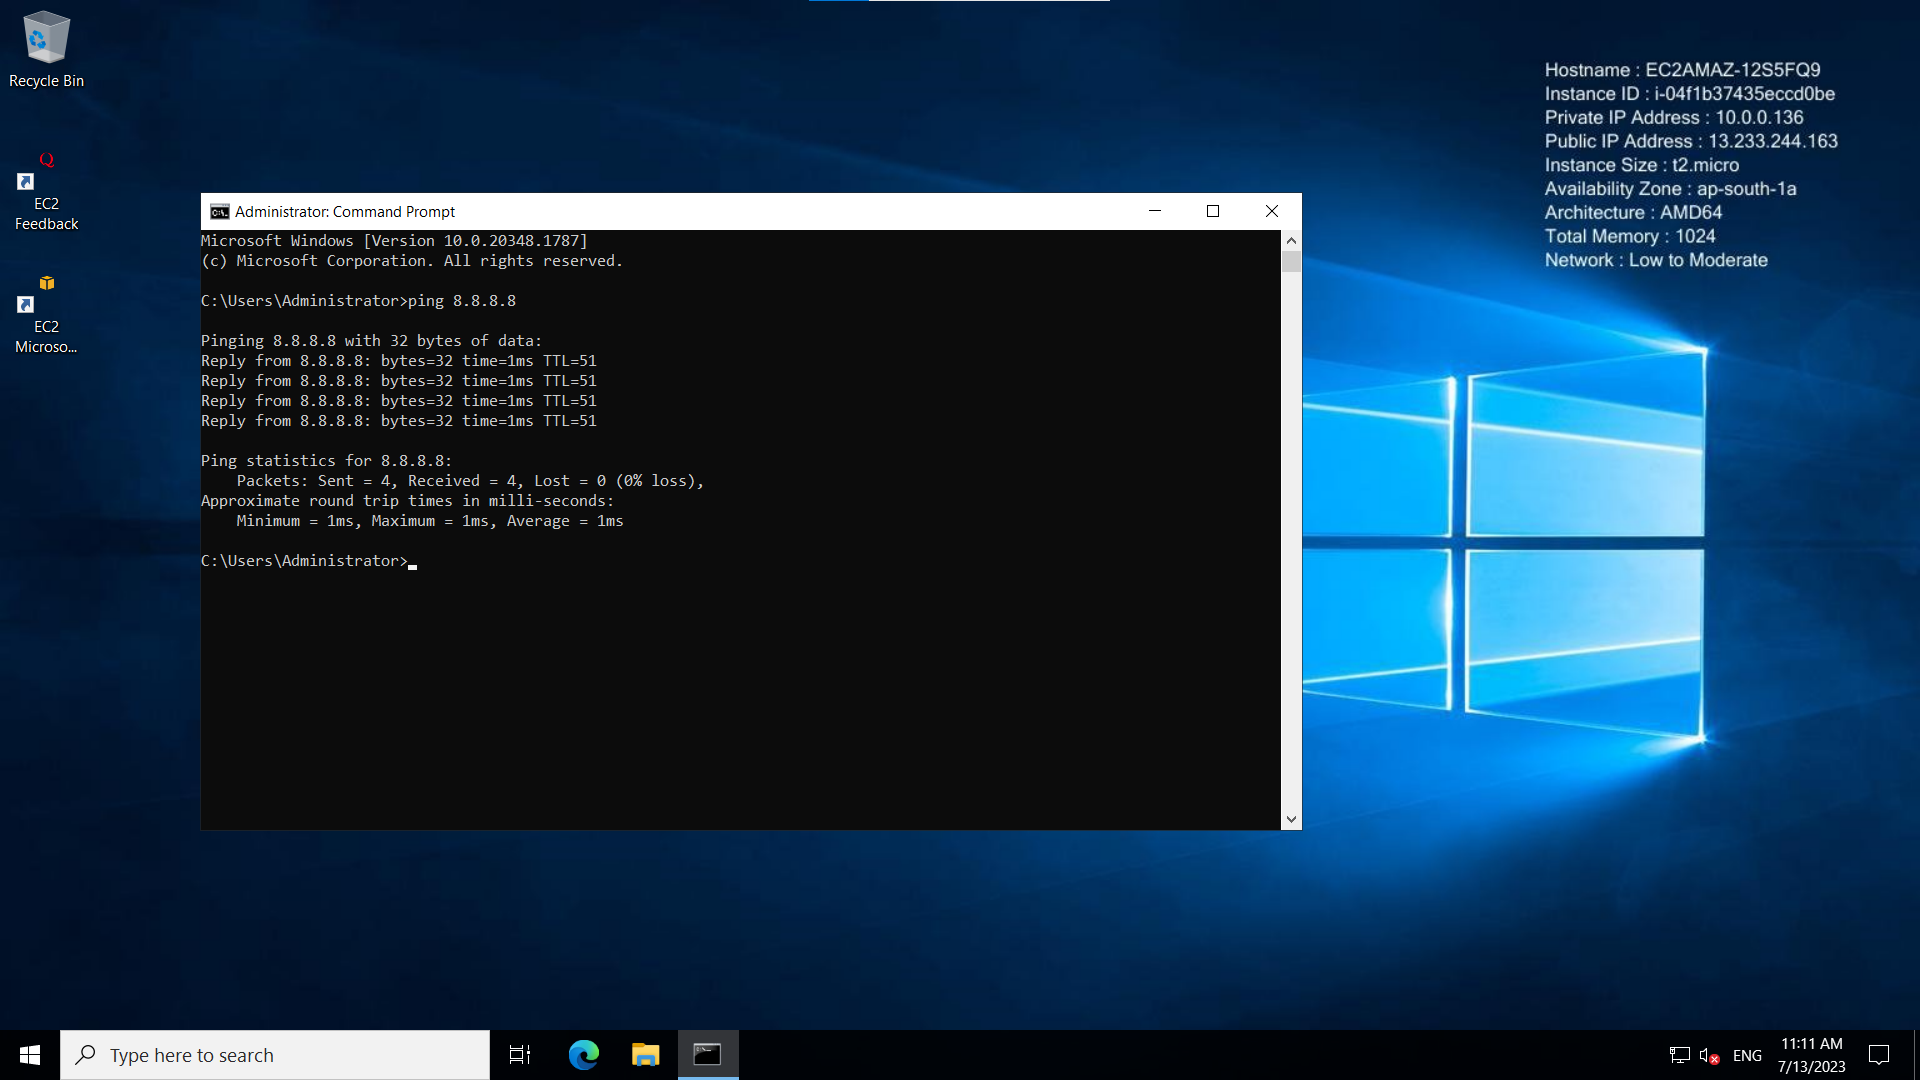 Recycle Bin
EC2
Feedback
EC2
Microso...
Hostname : EC2AMAZ-12S5FQ9
Instance ID : i-04f1b37435eccd0be
Private IP Address : 10.0.0.136
Public IP Address : 13.233.244.163
Instance Size : t2.micro
Availability Zone : ap-south-1a
Architecture : AMD64
Total Memory : 1024
Network : Low to Moderate
Administrator: Command Prompt
Microsoft Windows [Version 10.0.20348.1787]
(c) Microsoft Corporation. All rights reserved.
C:\Users\Administrator>ping 8.8.8.8
Pinging 8.8.8.8 with 32 bytes of data:
Reply from 8.8.8.8: bytes=32 time=1ms TTL=51
Reply from 8.8.8.8: bytes=32 time=1ms TTL=51
Reply from 8.8.8.8: bytes=32 time=1ms TTL=51
Reply from 8.8.8.8: bytes=32 time=1ms TTL=51
Ping statistics for 8.8.8.8:
    Packets: Sent = 4, Received = 4, Lost = 0 (0% loss),
Approximate round trip times in milli-seconds:
    Minimum = 1ms, Maximum = 1ms, Average = 1ms
C:\Users\Administrator>
Type here to search
ENG
11:11 AM
7/13/2023